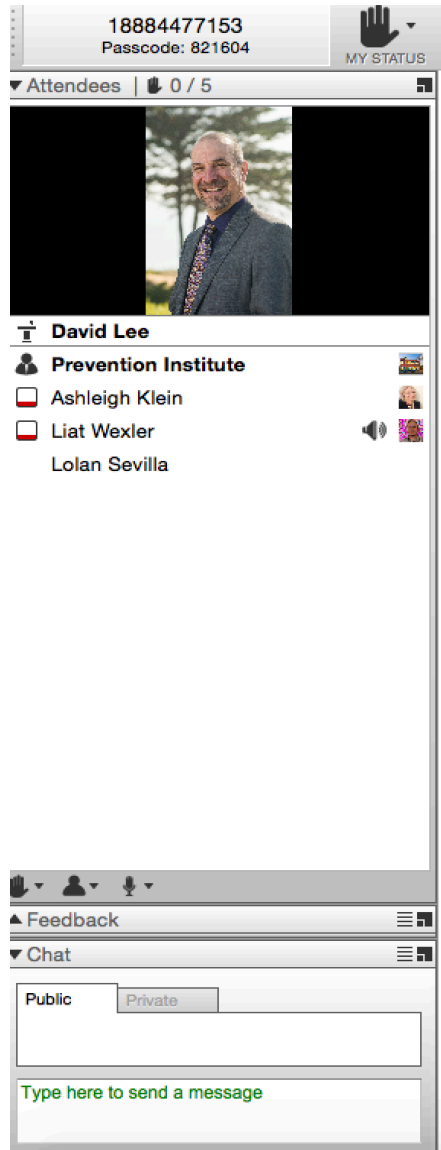 18884477153
Passcode: 821604
MY STATUS
Attendees | 0 / 5
David Lee
Prevention Institute
Ashleigh Klein
Liat Wexler
Lolan Sevilla
Feedback
Chat
Public Private
Type here to send a message